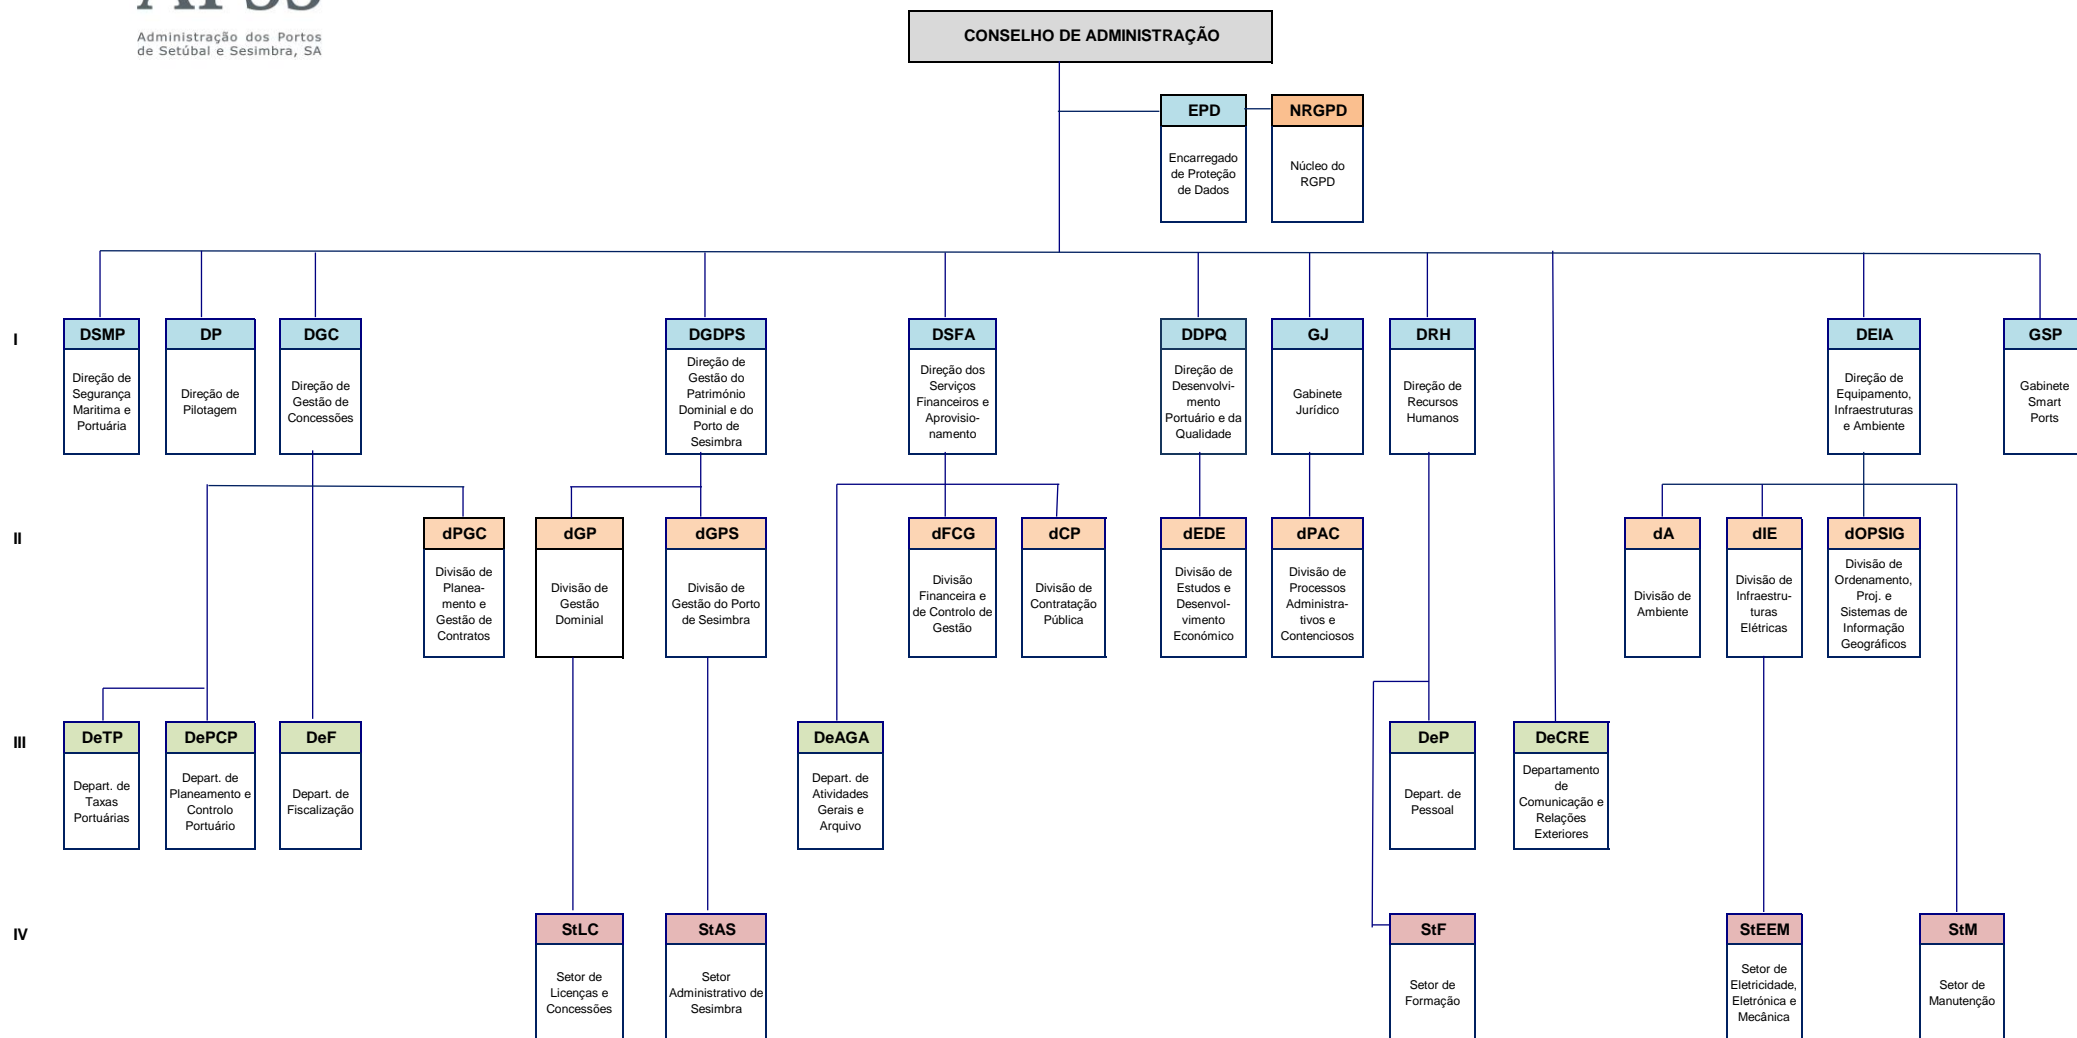 APSS
Administração dos Portos
de Setúbal e Sesimbra, SA
CONSELHO DE ADMINISTRAÇÃO
EPD
NRGPD
Encarregado
de Proteção
de Dados
Núcleo do
RGPD
I
DSMP
DP
DGC
DGDPS
DSFA
DDPQ
GJ
DRH
DEIA
GSP
Direção de
Segurança
Maritima e
Portuária
Direção de
Pilotagem
Direção de
Gestão de
Concessões
Direção de
Gestão do
Património
Dominial e do
Porto de
Sesimbra
Direção dos
Serviços
Financeiros e
Aprovisio-
namento
Direção de
Desenvolvi-
mento
Portuário e da
Qualidade
Gabinete
Jurídico
Direção de
Recursos
Humanos
Direção de
Equipamento,
Infraestruturas
e Ambiente
Gabinete
Smart
Ports
II
dPGC
dGP
dGPS
dFCG
dCP
dEDE
dPAC
dA
dIE
dOPSIG
Divisão de
Planea-
mento e
Gestão de
Contratos
Divisão de
Gestão
Dominial
Divisão de
Gestão do Porto
de Sesimbra
Divisão
Financeira e
de Controlo de
Gestão
Divisão de
Contratação
Pública
Divisão de
Estudos e
Desenvol-
vimento
Económico
Divisão de
Processos
Administra-
tivos e
Contenciosos
Divisão de
Ambiente
Divisão de
Infraestru-
turas
Elétricas
Divisão de
Ordenamento,
Proj. e
Sistemas de
Informação
Geográficos
III
DeTP
DePCP
DeF
DeAGA
DeP
DeCRE
Depart. de
Taxas
Portuárias
Depart. de
Planeamento e
Controlo
Portuário
Depart. de
Fiscalização
Depart. de
Atividades
Gerais e
Arquivo
Depart. de
Pessoal
Departamento
de
Comunicação e
Relações
Exteriores
IV
StLC
StAS
StF
StEEM
StM
Setor de
Licenças e
Concessões
Setor
Administrativo de
Sesimbra
Setor de
Formação
Setor de
Eletricidade,
Eletrónica e
Mecânica
Setor de
Manutenção